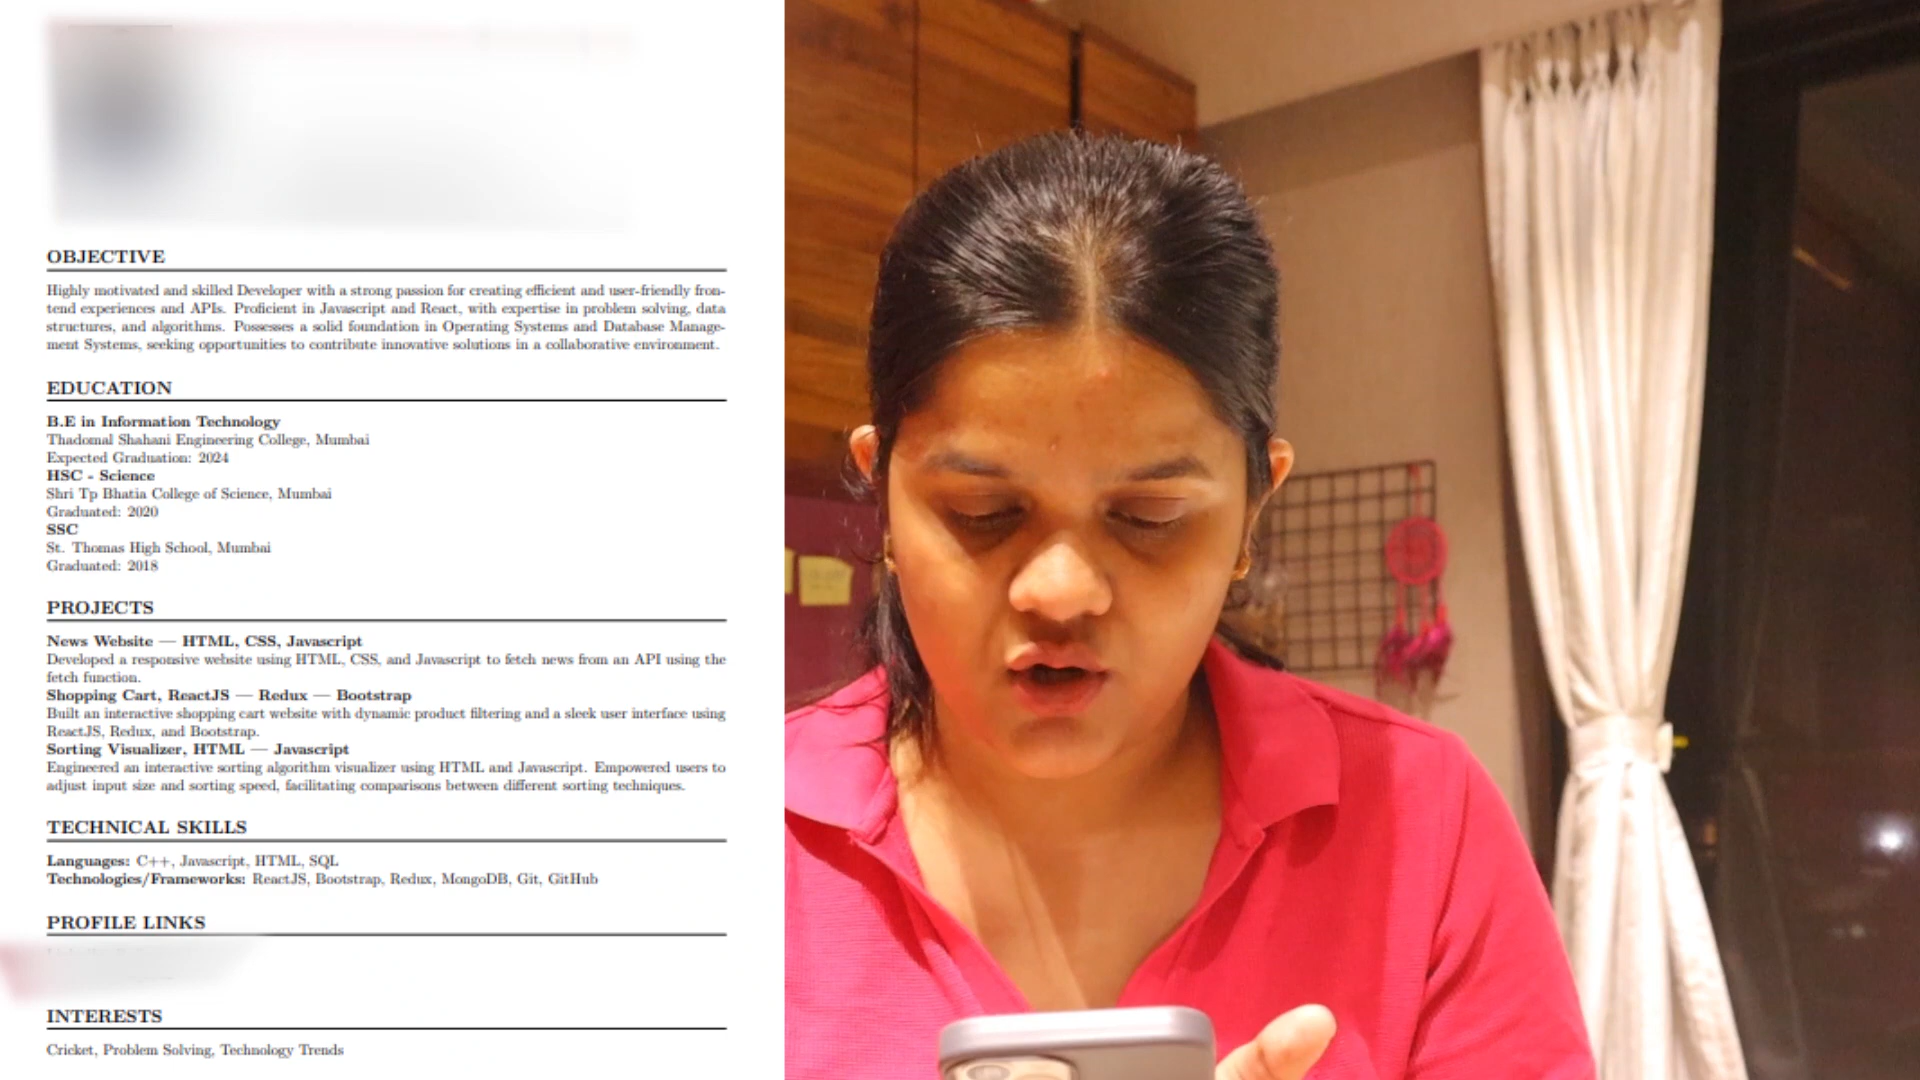 OBJECTIVE
Highly motivated and skilled Developer with a strong passion for creating efficient and user-friendly fron-
tend experiences and APIs. Proficient in Javascript and React, with expertise in problem solving, data
structures, and algorithms. Possesses a solid foundation in Operating Systems and Database Manage-
ment Systems, seeking opportunities to contribute innovative solutions in a collaborative environment.
EDUCATION
B.E in Information Technology
Thadomal Shahani Engineering College, Mumbai
Expected Graduation: 2024
HSC - Science
Shri Tp Bhatia College of Science, Mumbai
Graduated: 2020
SSC
St. Thomas High School, Mumbai
Graduated: 2018
PROJECTS
News Website — HTML, CSS, Javascript
Developed a responsive website using HTML, CSS, and Javascript to fetch news from an API using the
fetch function.
Shopping Cart, ReactJS — Redux — Bootstrap
Built an interactive shopping cart website with dynamic product filtering and a sleek user interface using
ReactJS, Redux, and Bootstrap.
Sorting Visualizer, HTML — Javascript
Engineered an interactive sorting algorithm visualizer using HTML and Javascript. Empowered users to
adjust input size and sorting speed, facilitating comparisons between different sorting techniques.
TECHNICAL SKILLS
Languages: C++, Javascript, HTML, SQL
Technologies/Frameworks: ReactJS, Bootstrap, Redux, MongoDB, Git, GitHub
PROFILE LINKS
INTERESTS
Cricket, Problem Solving, Technology Trends